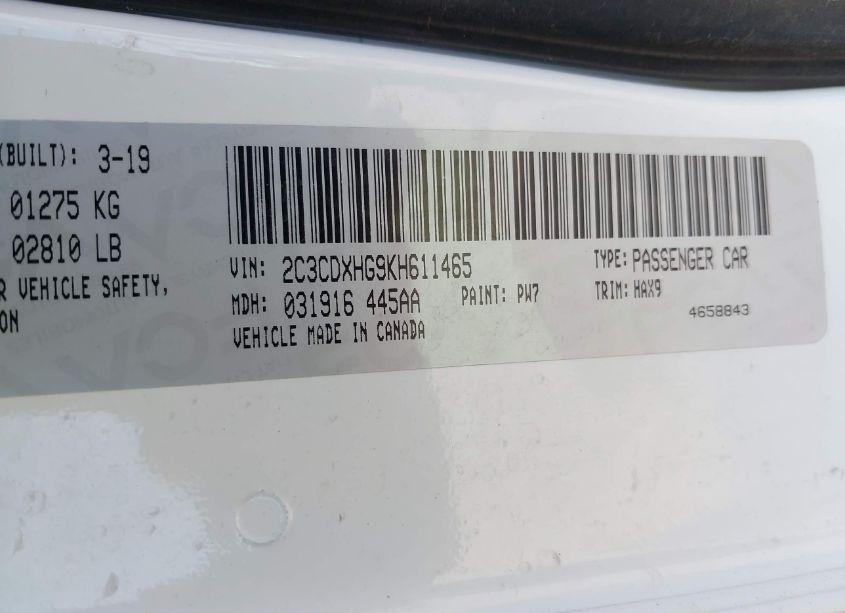 (BUILT): 3-19
01275 KG
02810 LB
R VEHICLE SAFETY,
ON
VIN: 2C3CDXHG9KH611465
TYPE: PASSENGER CAR
MDH: 031916 445AA PAINT: PW7 TRIM: HAX9
VEHICLE MADE IN CANADA
4658843